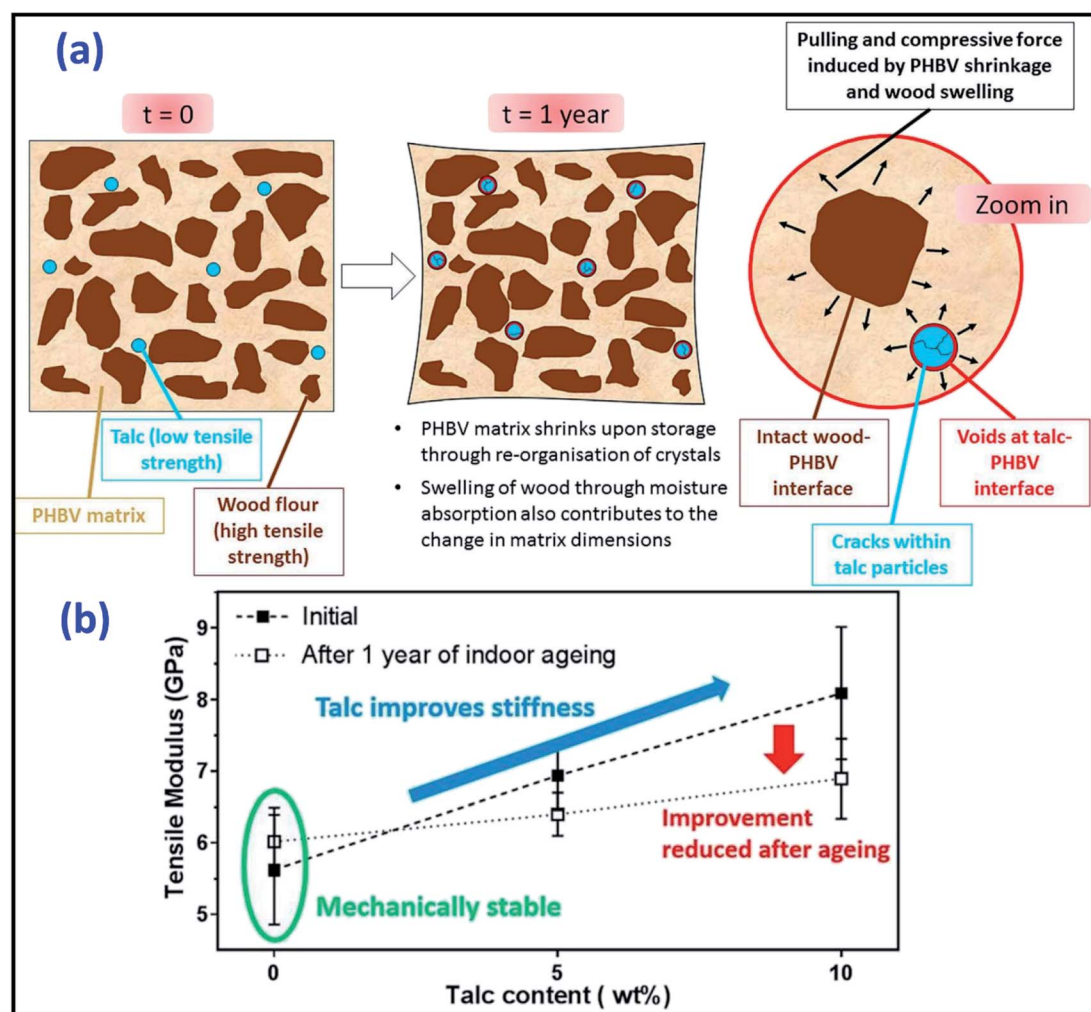 (a)
t = 0
t = 1 year
Pulling and compressive force
induced by PHBV shrinkage
and wood swelling
Zoom in
Talc (low tensile
strength)
PHBV matrix
Wood flour
(high tensile
strength)
• PHBV matrix shrinks upon storage
through re-organisation of crystals
• Swelling of wood through moisture
absorption also contributes to the
change in matrix dimensions
Intact wood-
PHBV
interface
Voids at talc-
PHBV
interface
Cracks within
talc particles
(b)
Initial
After 1 year of indoor ageing
Talc improves stiffness
Improvement
reduced after ageing
Mechanically stable
Tensile Modulus (GPa)
9
8
7
6
5
0
5
10
Talc content ( wt%)